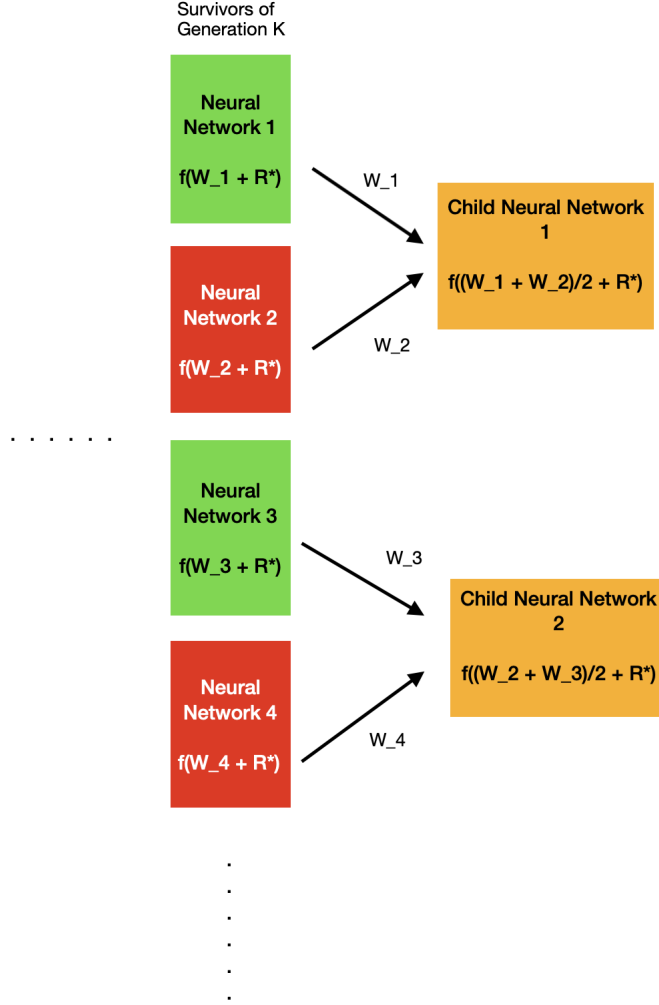 Survivors of
Generation K
Neural
Network 1
f(W_1 + R*)
W_1
Child Neural Network
1
f((W_1 + W_2)/2 + R*)
Neural
Network 2
f(W_2 + R*)
W_2
. . . . . .
Neural
Network 3
f(W_3 + R*)
W_3
Child Neural Network
2
f((W_2 + W_3)/2 + R*)
Neural
Network 4
f(W_4 + R*)
W_4
.
.
.
.
.
.